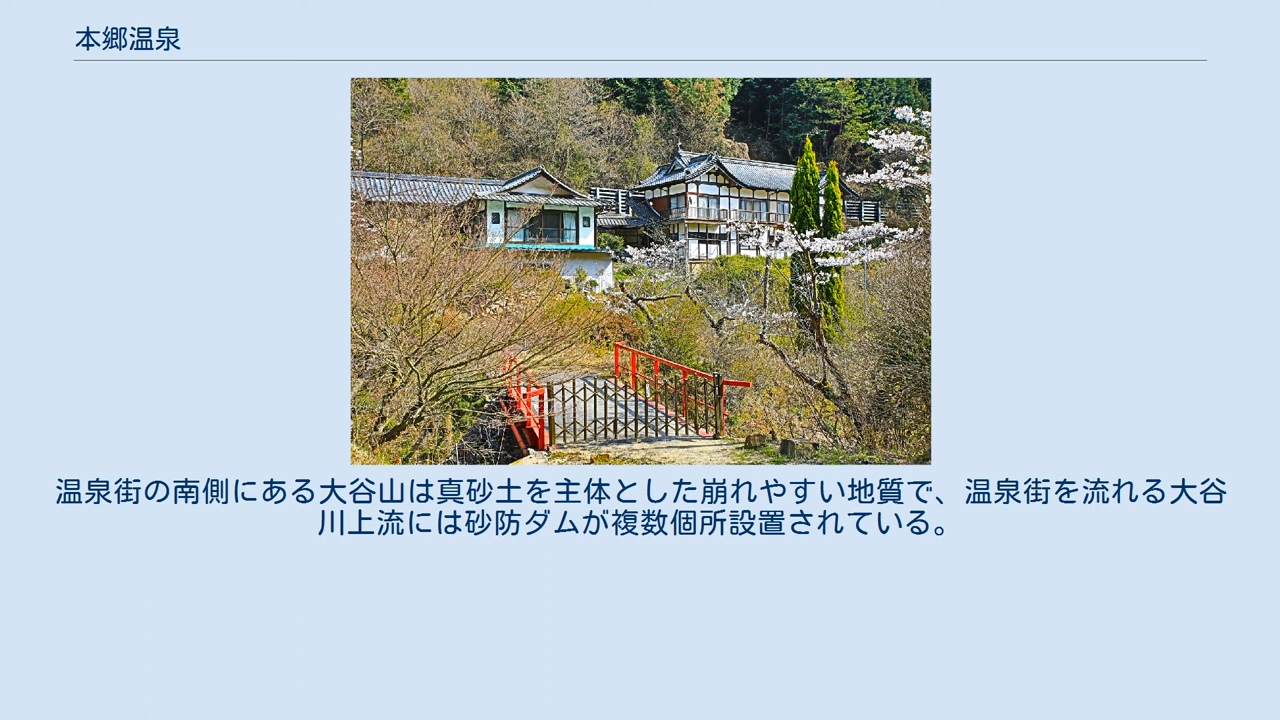 本郷温泉
温泉街の南側にある大谷山は真砂土を主体とした崩れやすい地質で、温泉街を流れる大谷
川上流には砂防ダムが複数個所設置されている。